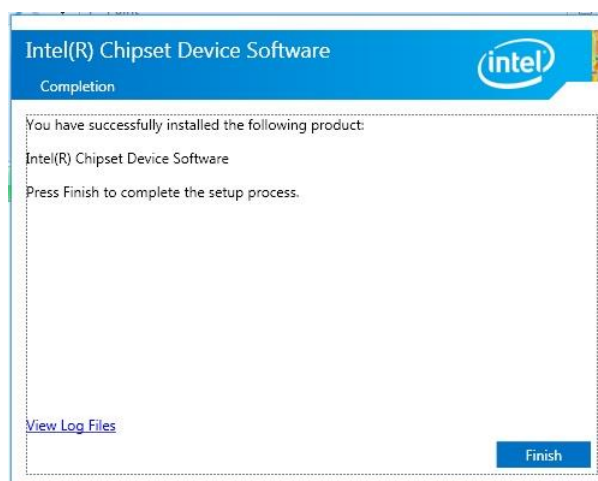 Intel(R) Chipset Device Software
intel
Completion
You have successfully installed the following product:
Intel(R) Chipset Device Software
Press Finish to complete the setup process.
View Log Files
Finish